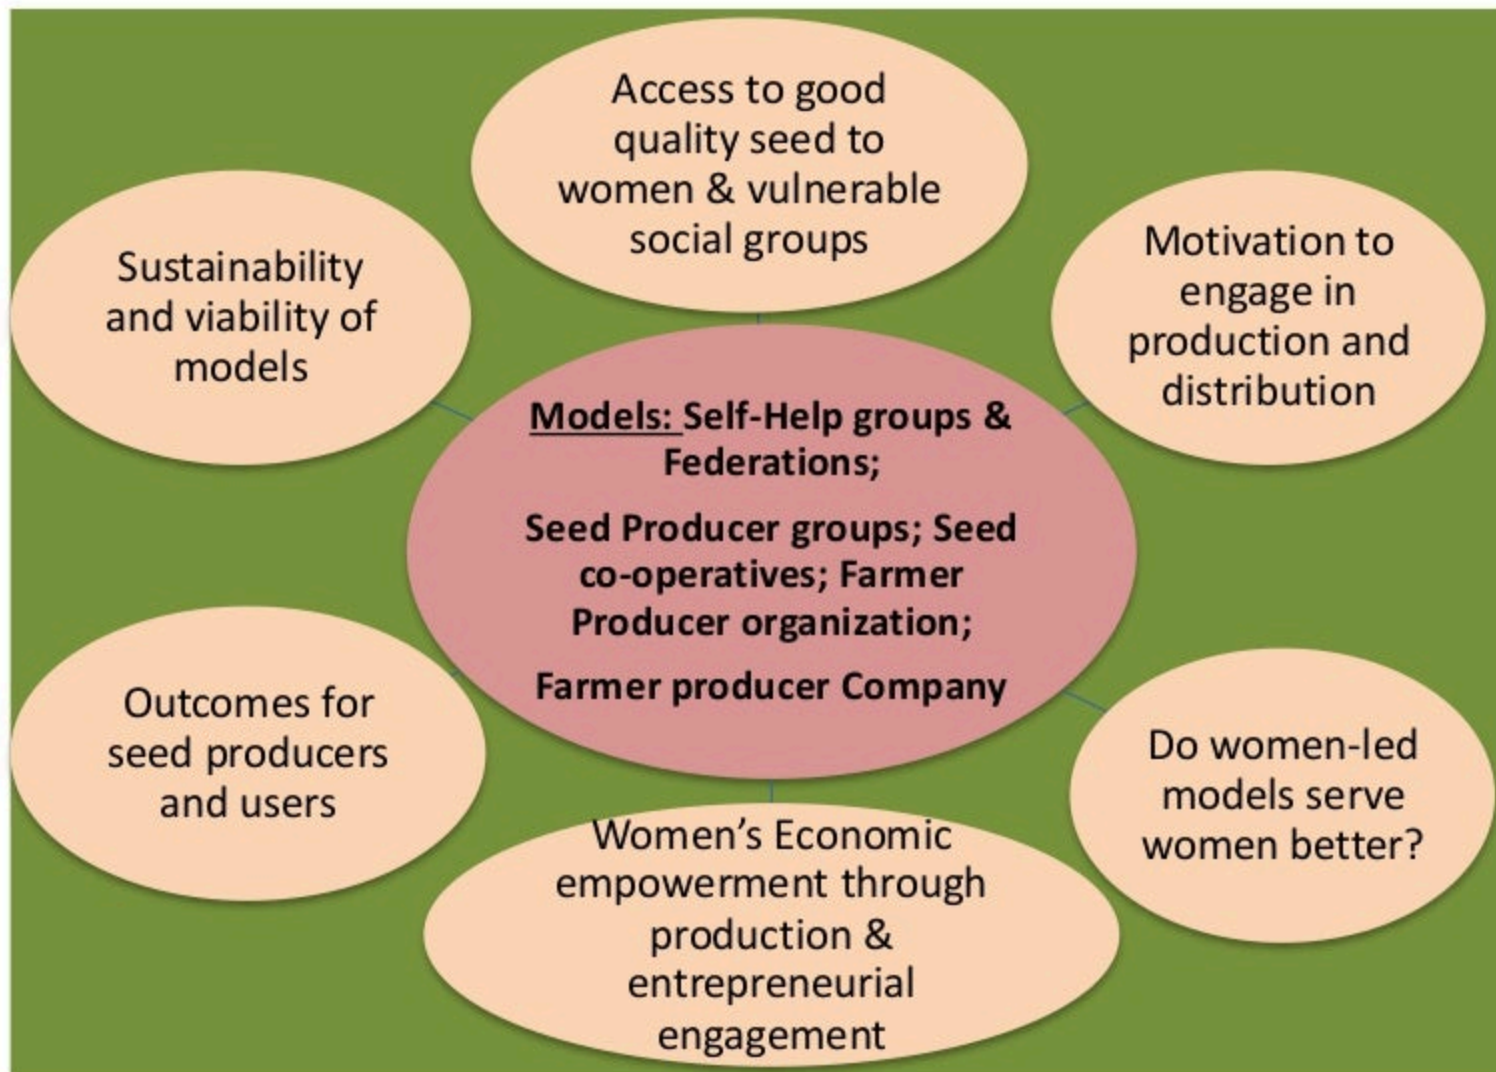 Access to good
quality seed to
women & vulnerable
social groups
Motivation to
engage in
production and
distribution
Do women-led
models serve
women better?
Women’s Economic
empowerment through
production &
entrepreneurial
engagement
Outcomes for
seed producers
and users
Sustainability
and viability of
models
Models: Self-Help groups &
Federations;
Seed Producer groups; Seed
co-operatives; Farmer
Producer organization;
Farmer producer Company